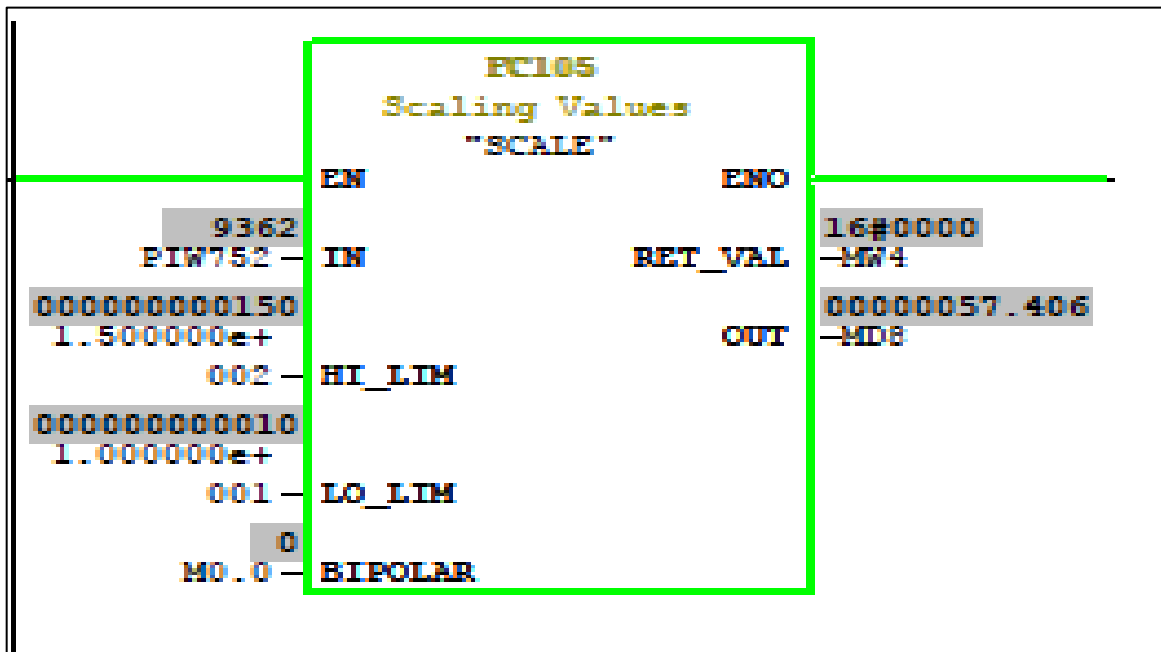 FC105
Scaling Values
"SCALE"
EN ENO
9362 16#0000
PIW752 IN RET_VAL MW4
000000000150 00000057.406
1.500000e+ OUT MD8
002 HI_LIM
000000000010
1.000000e+
001 LO_LIM
0
M0.0 BIPOLAR